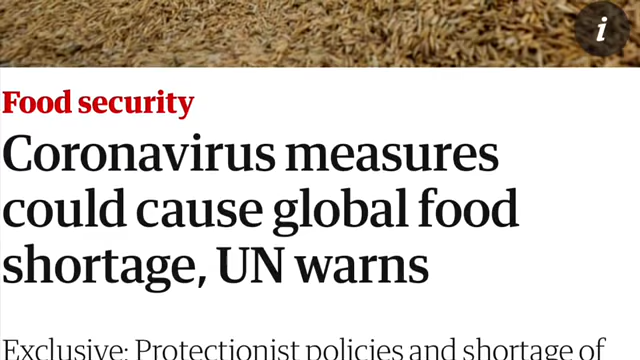 i
Food security
Coronavirus measures
could cause global food
shortage, UN warns
Exclusive: Protectionist policies and shortage of